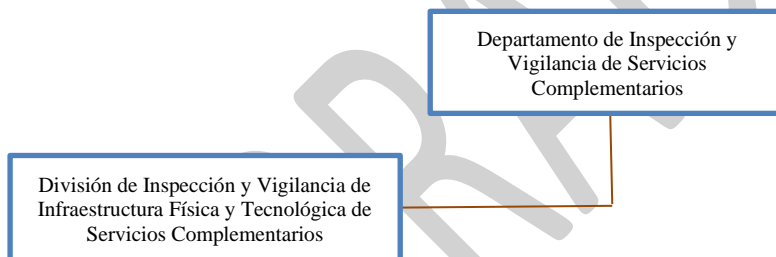 Departamento de Inspección y
Vigilancia de Servicios
Complementarios
División de Inspección y Vigilancia de
Infraestructura Física y Tecnológica de
Servicios Complementarios